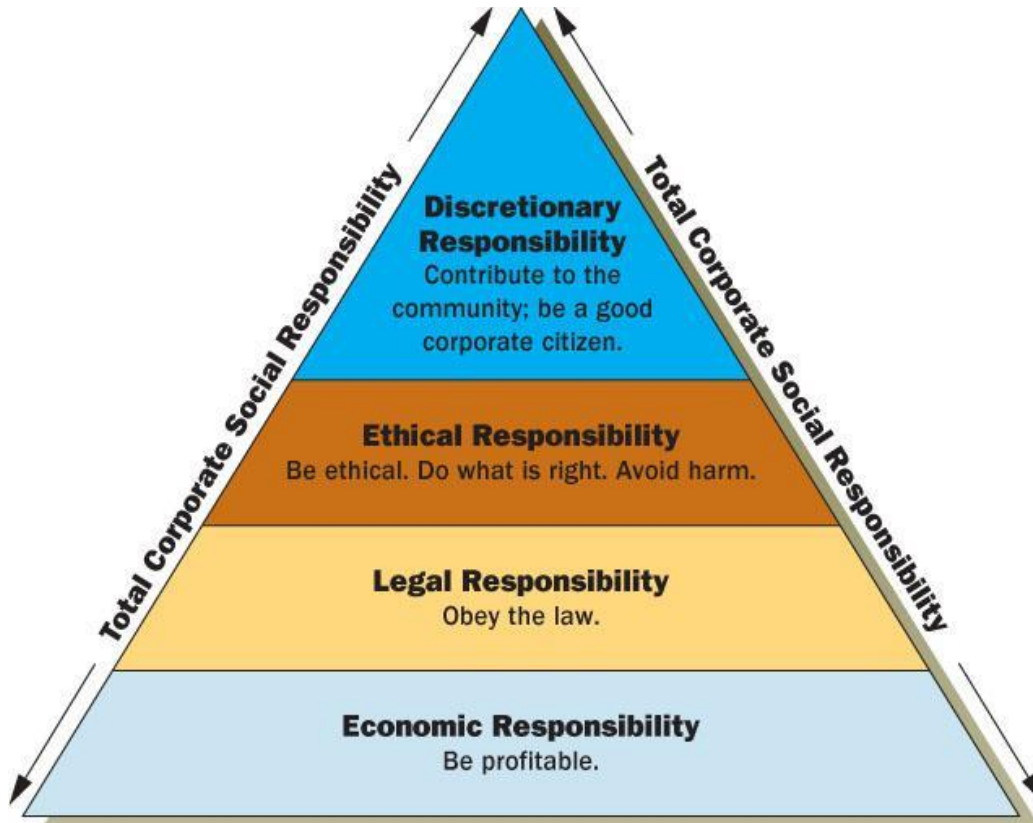 Total Corporate Social Responsibility
Total Corporate Social Responsibility
Discretionary
Responsibility
Contribute to the
community; be a good
corporate citizen.
Ethical Responsibility
Be ethical. Do what is right. Avoid harm.
Legal Responsibility
Obey the law.
Economic Responsibility
Be profitable.